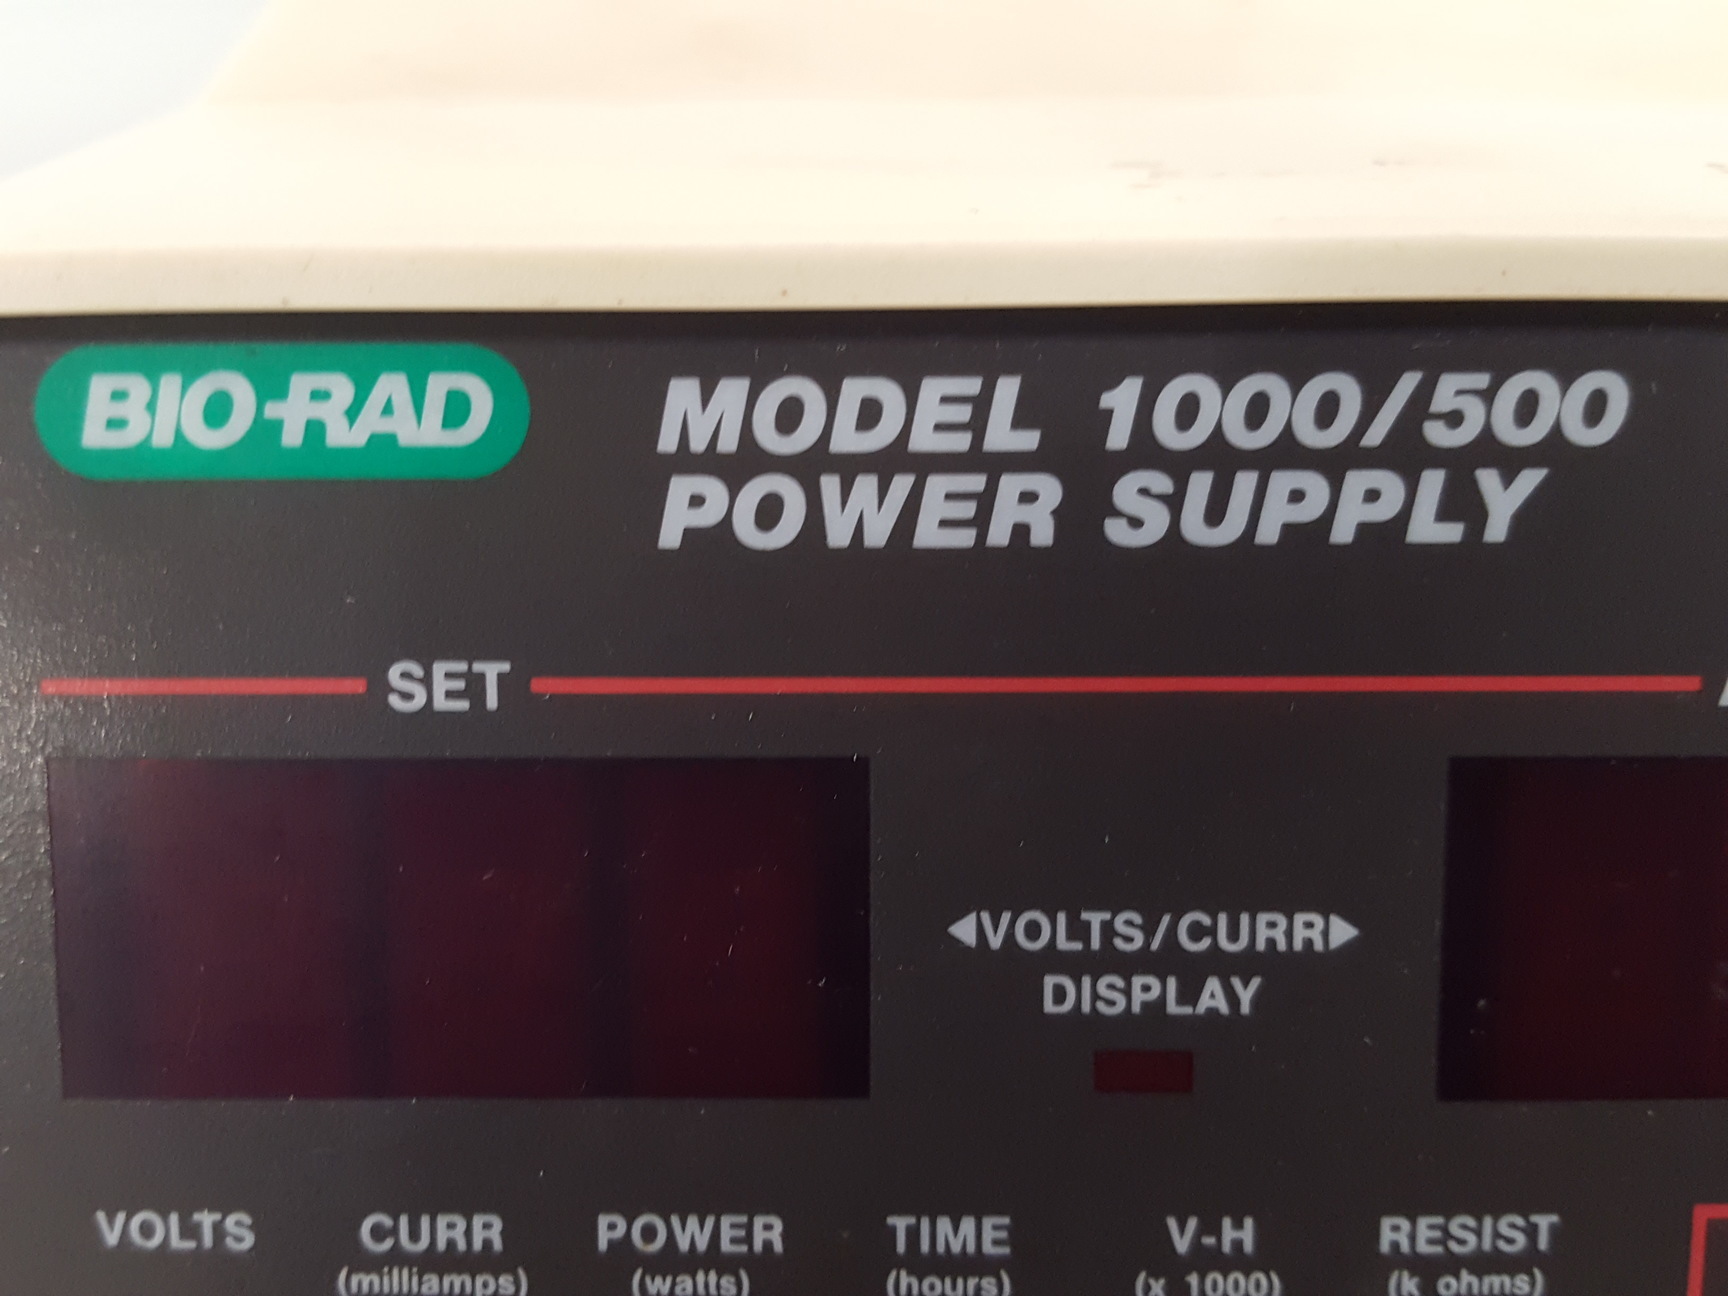 BIO-RAD
MODEL 1000/500
POWER SUPPLY
SET
◀VOLTS/CURR▶
DISPLAY
VOLTS CURR POWER TIME V-H RESIST
(milliamps) (watts) (hours) (x 1000) (k ohms)